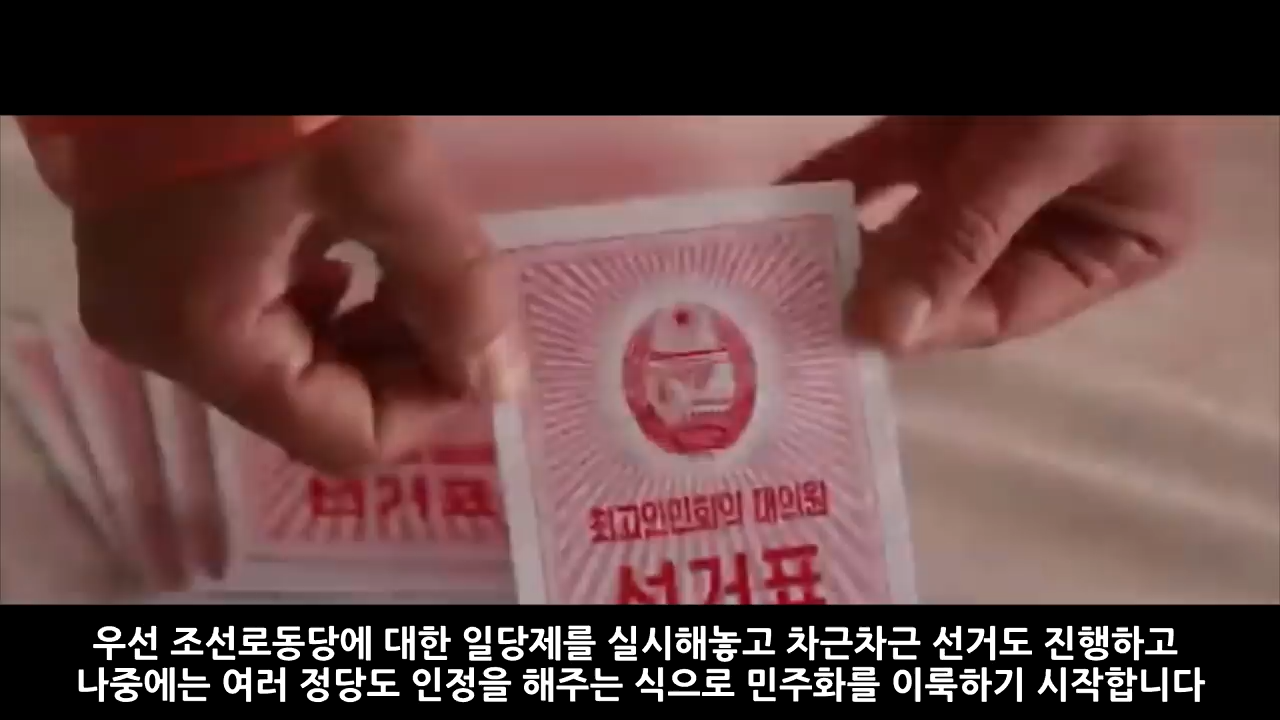 최고인민회의 대의원
선거표
선거표
우선 조선로동당에 대한 일당제를 실시해놓고 차근차근 선거도 진행하고
나중에는 여러 정당도 인정을 해주는 식으로 민주화를 이룩하기 시작합니다